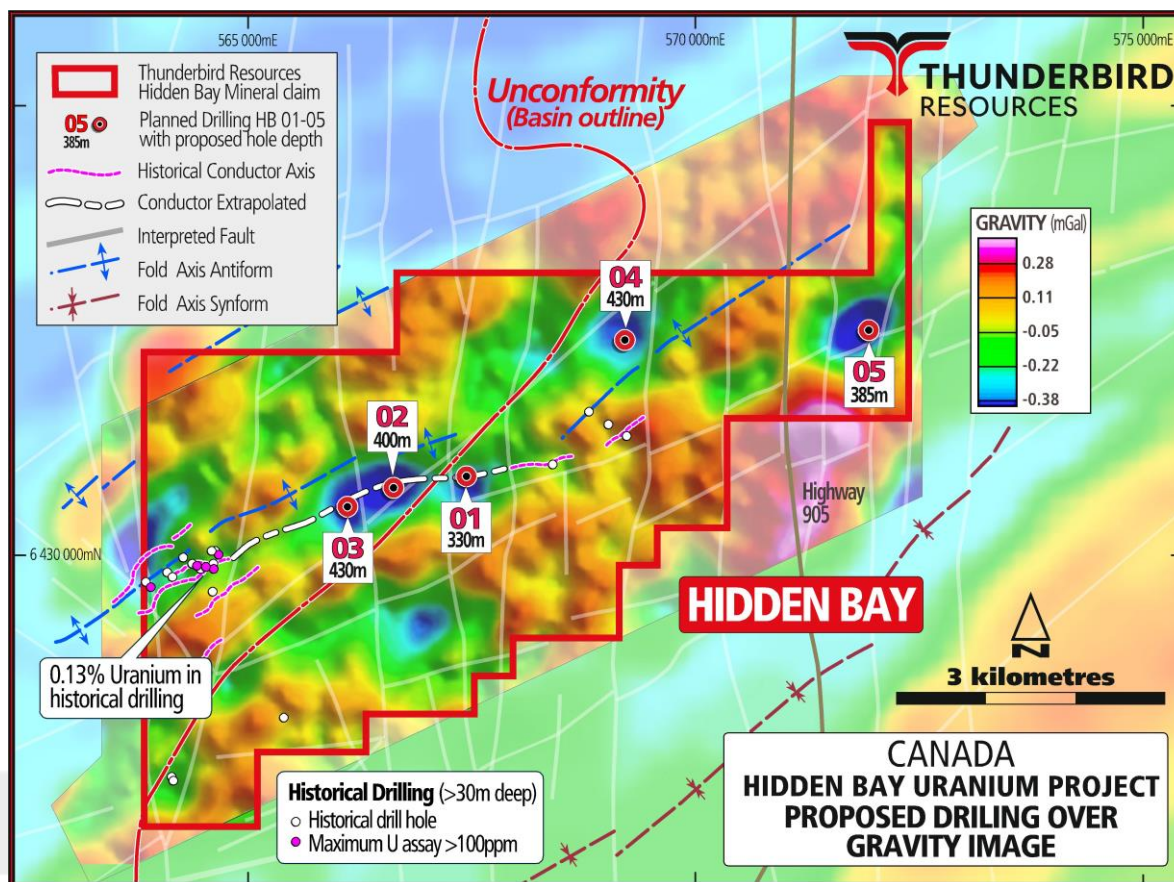 565 000mE
570 000mE
575 000mE
Thunderbird Resources
Hidden Bay Mineral claim
05
385m
Planned Drilling HB 01-05
with proposed hole depth
Historical Conductor Axis
Conductor Extrapolated
Interpreted Fault
Fold Axis Antiform
Fold Axis Synform
Unconformity
(Basin outline)
THUNDERBIRD
RESOURCES
GRAVITY (mGal)
0.28
0.11
-0.05
-0.22
-0.38
04
430m
05
385m
02
400m
01
330m
03
430m
Highway
905
6 430 000mN
HIDDEN BAY
0.13% Uranium in
historical drilling
N
3 kilometres
Historical Drilling (>30m deep)
Historical drill hole
Maximum U assay >100ppm
CANADA
HIDDEN BAY URANIUM PROJECT
PROPOSED DRILING OVER
GRAVITY IMAGE